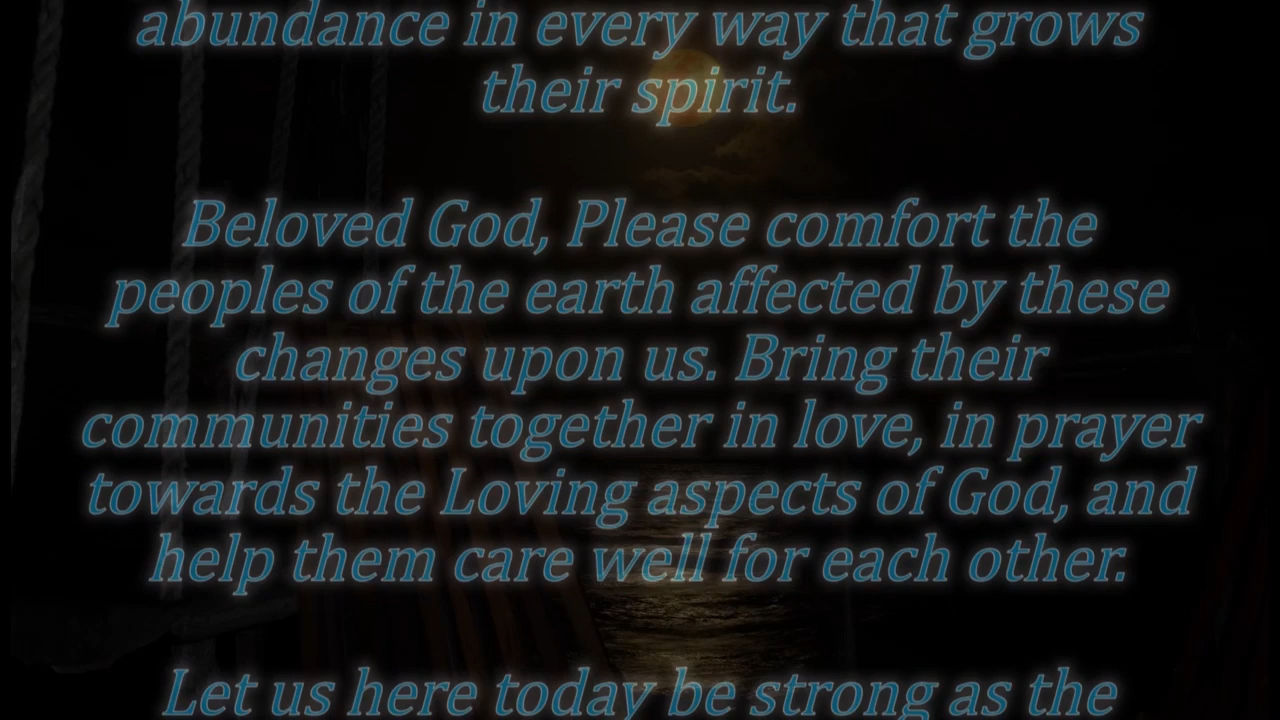 abundance in every way that grows
their spirit.
Beloved God, Please comfort the
peoples of the earth affected by these
changes upon us. Bring their
communities together in love, in prayer
towards the Loving aspects of God, and
help them care well for each other.
Let us here today be strong as the